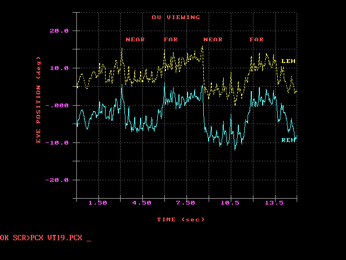 OU VIEWING
20.0
NEAR FAR NEAR FAR
10.0
LEH
-000
-10.0
REH
-20.0
EYE POSITION (deg)
1.50 4.50 7.50 10.5 13.5
TIME (sec)
OK SCR>PCX VT19.PCX _